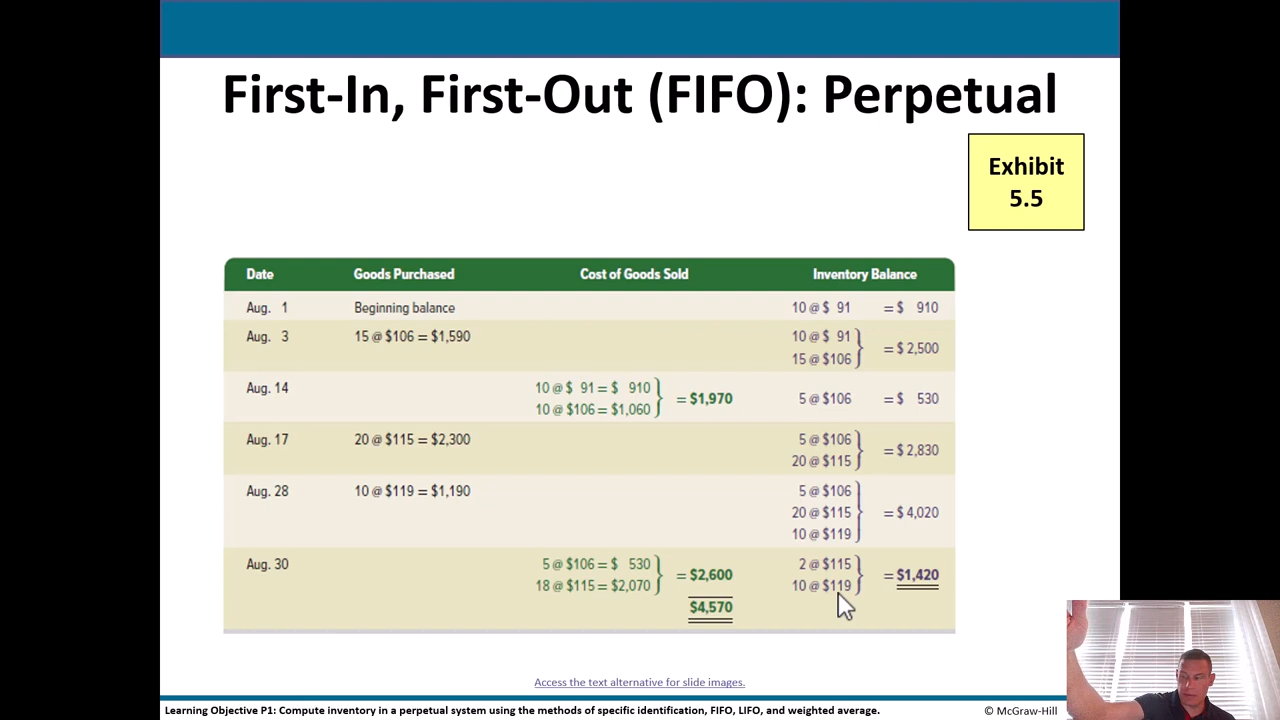 First-In, First-Out (FIFO): Perpetual
Exhibit
5.5
Date Goods Purchased Cost of Goods Sold Inventory Balance
Aug. 1 Beginning balance 10 @ $ 91 = $ 910
Aug. 3 15 @ $106 = $1,590 10 @ $ 91
15 @ $106 = $ 2,500
Aug. 14 10 @ $ 91 = $ 910
10 @ $106 = $1,060 = $1,970 5 @ $106 = $ 530
Aug. 17 20 @ $115 = $2,300 5 @ $106
20 @ $115 = $ 2,830
Aug. 28 10 @ $119 = $1,190 5 @ $106
20 @ $115 = $ 4,020
10 @ $119
Aug. 30 5 @ $106 = $ 530 2 @ $115
18 @ $115 = $2,070 = $2,600 10 @ $119 = $1,420
$4,570
Access the text alternative for slide images.
Learning Objective P1: Compute inventory in a perpetual system using the methods of specific identification, FIFO, LIFO, and weighted average. © McGraw-Hill